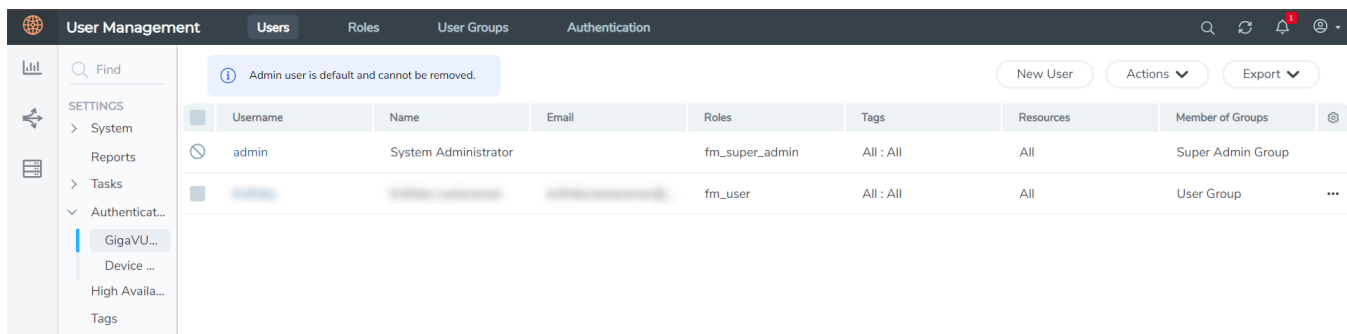 User Management Users Roles User Groups Authentication 1
Find
Admin user is default and cannot be removed.
New User Actions Export
SETTINGS
System
Reports
Tasks
Authenticat...
GigaVU...
Device ...
High Availa...
Tags
Username Name Email Roles Tags Resources Member of Groups
admin System Administrator fm_super_admin All : All All Super Admin Group
fm_user All : All All User Group